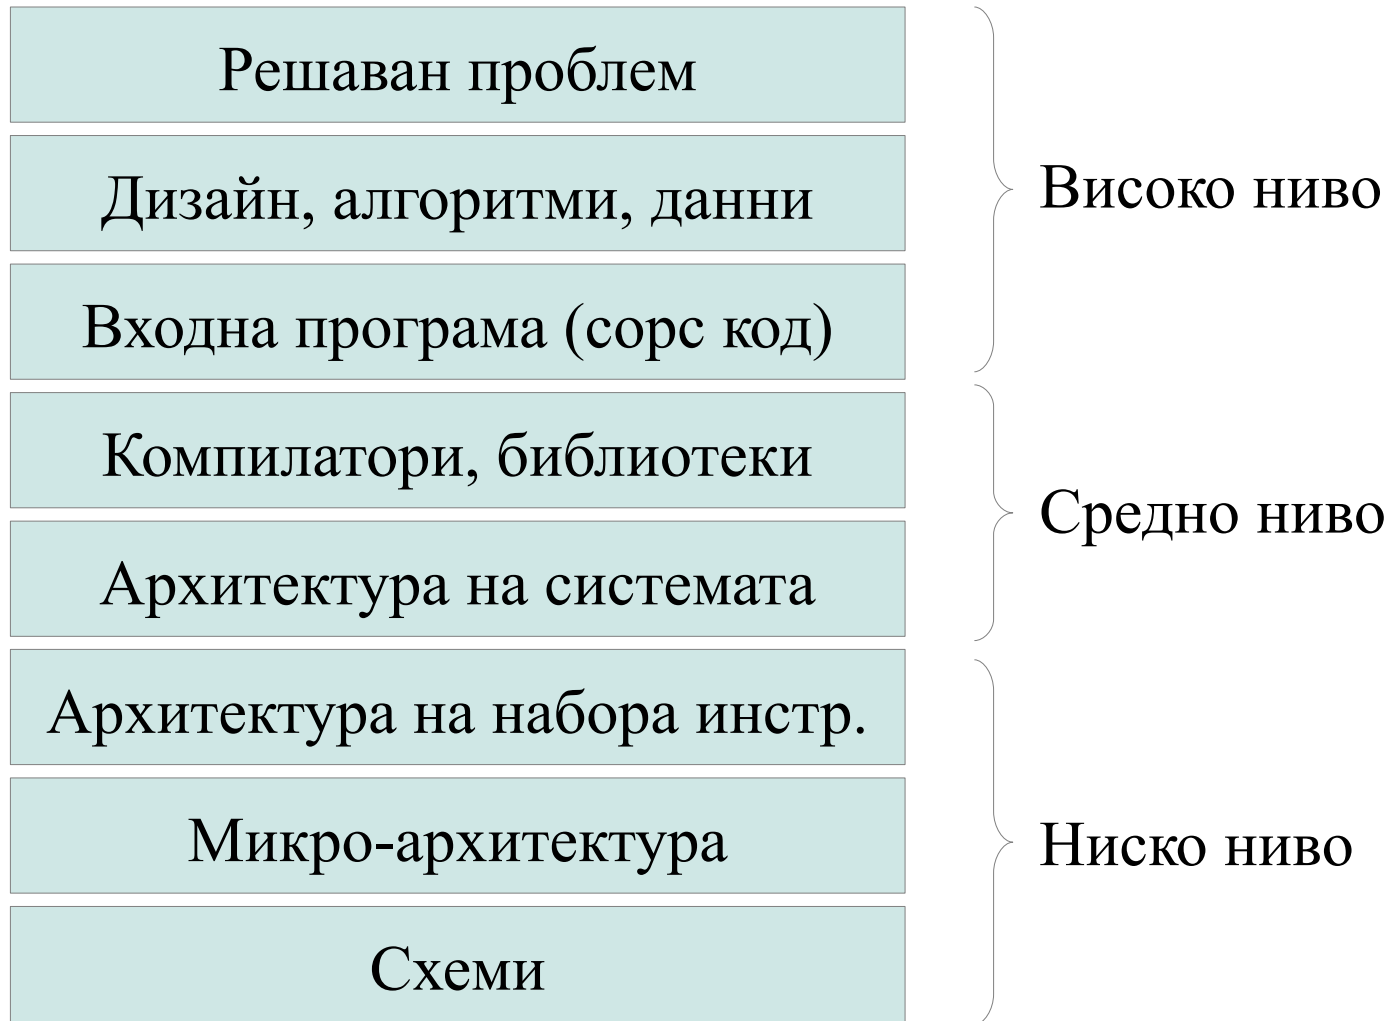 Решаван проблем
Дизайн, алгоритми, данни
Входна програма (сорс код)
Високо ниво
Компилатори, библиотеки
Архитектура на системата
Средно ниво
Архитектура на набора инстр.
Микро-архитектура
Схеми
Ниско ниво